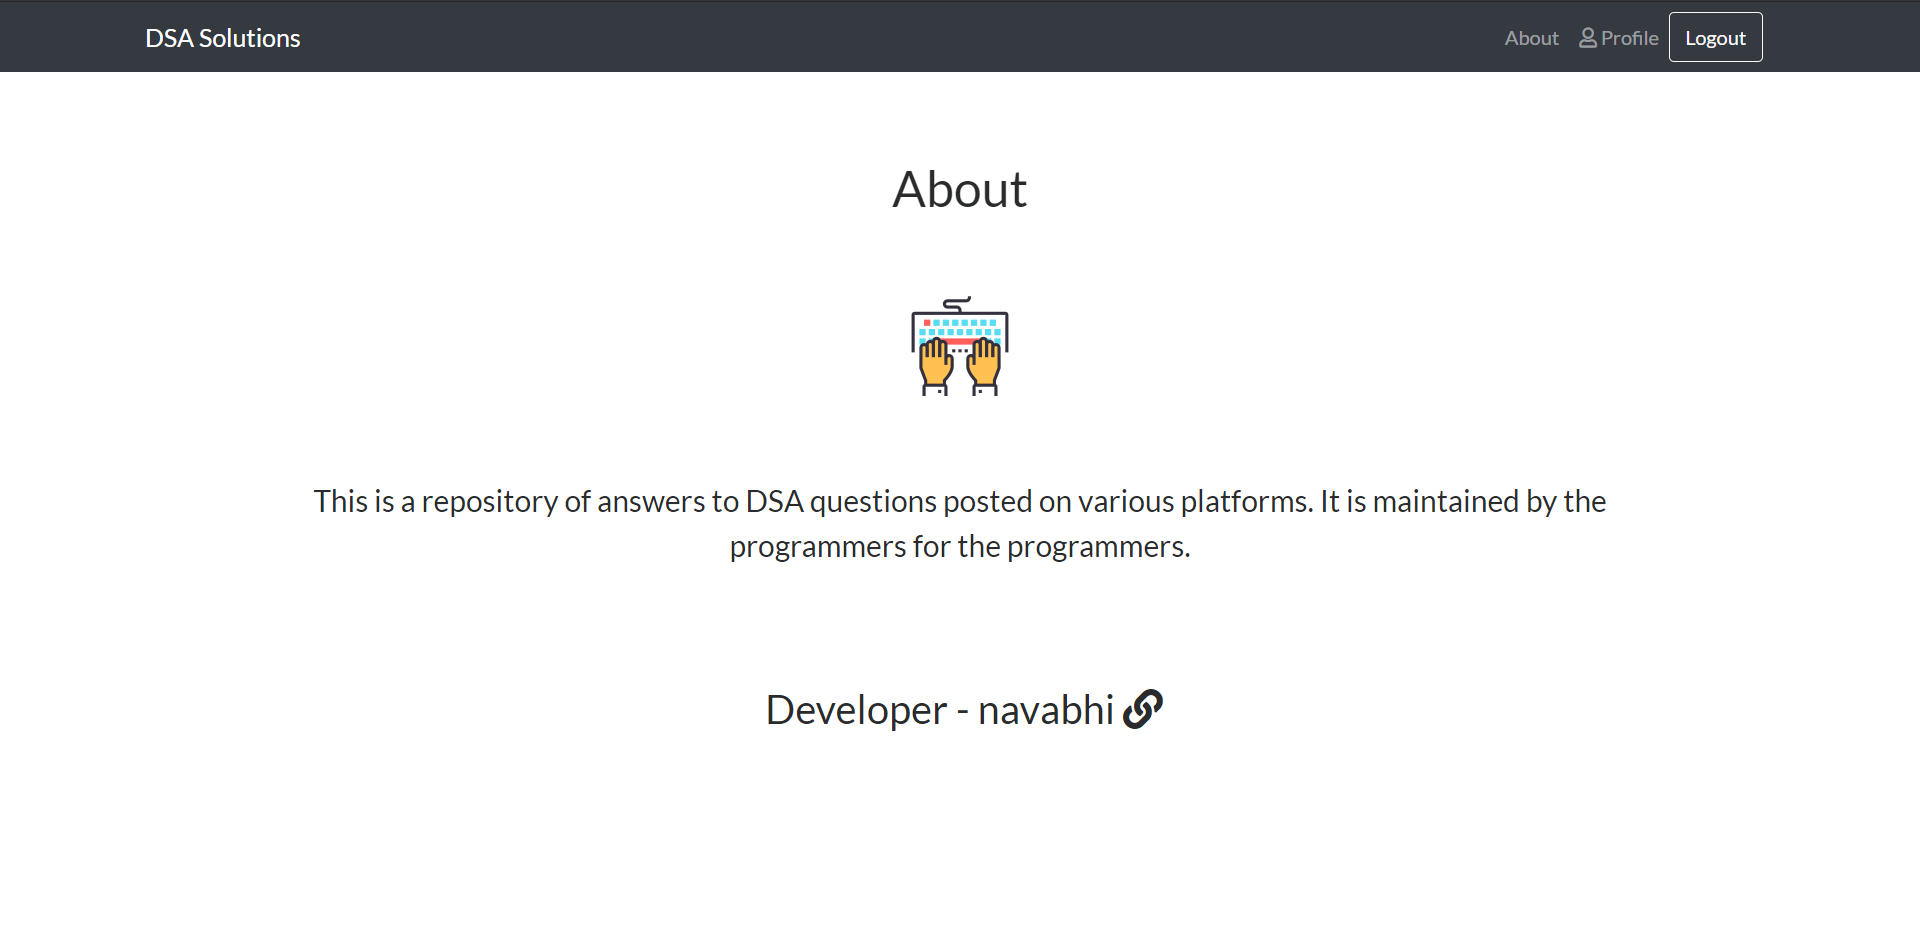 DSA Solutions
About
Profile
Logout
About
This is a repository of answers to DSA questions posted on various platforms. It is maintained by the
programmers for the programmers.
Developer - navabhi